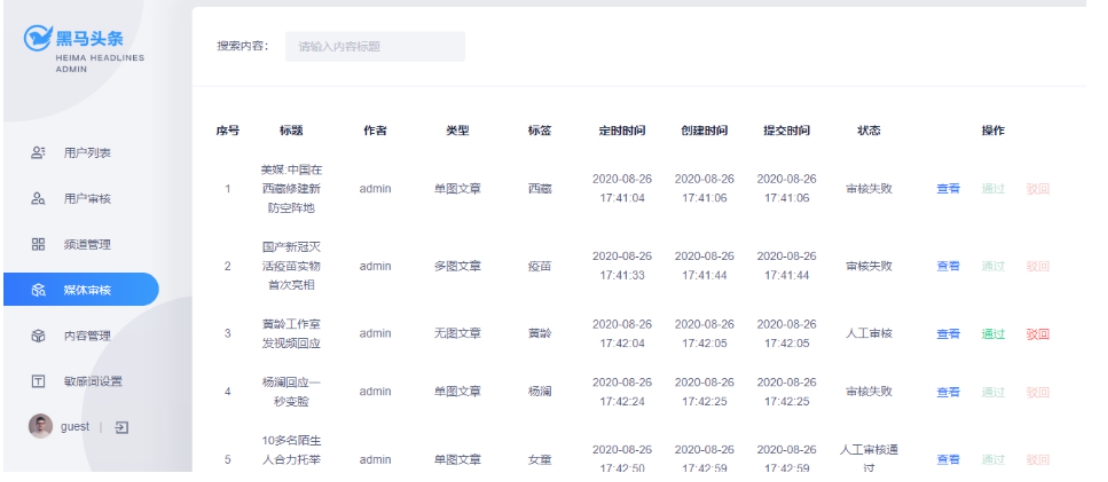 黑马头条
HEIMA HEADLINES
ADMIN
用户列表
用户审核
频道管理
媒体审核
内容管理
敏感词设置
guest
搜索内容： 请输入内容标题
序号 标题 作者 类型 标签 定时时间 创建时间 提交时间 状态 操作
1 美媒:中国在
西藏修建新
防空阵地 admin 单图文章 西藏 2020-08-26
17:41:04 2020-08-26
17:41:06 2020-08-26
17:41:06 审核失败 查看 通过 驳回
2 国产新冠灭
活疫苗实物
首次亮相 admin 多图文章 疫苗 2020-08-26
17:41:33 2020-08-26
17:41:44 2020-08-26
17:41:44 审核失败 查看 通过 驳回
3 黄龄工作室
发视频回应 admin 无图文章 黄龄 2020-08-26
17:42:04 2020-08-26
17:42:05 2020-08-26
17:42:05 人工审核 查看 通过 驳回
4 杨澜回应一
秒变脸 admin 单图文章 杨澜 2020-08-26
17:42:24 2020-08-26
17:42:25 2020-08-26
17:42:25 审核失败 查看 通过 驳回
5 10多名陌生
人合力托举 admin 单图文章 女童 2020-08-26
17:42:50 2020-08-26
17:42:59 2020-08-26
17:42:59 人工审核通
过 查看 通过 驳回